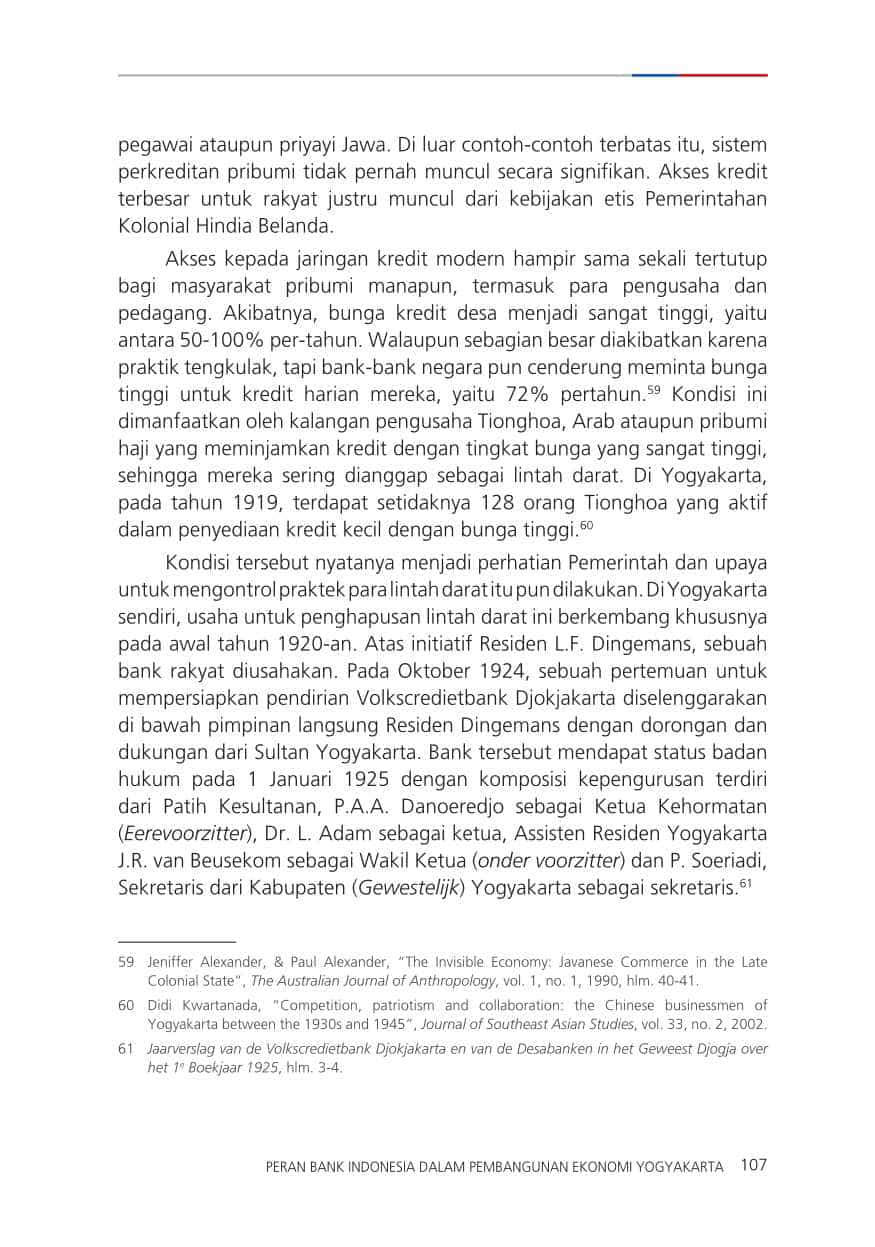 pegawai ataupun priyayi Jawa. Di luar contoh-contoh terbatas itu, sistem
perkreditan pribumi tidak pernah muncul secara signifikan. Akses kredit
terbesar untuk rakyat justru muncul dari kebijakan etis Pemerintahan
Kolonial Hindia Belanda.
Akses kepada jaringan kredit modern hampir sama sekali tertutup
bagi masyarakat pribumi manapun, termasuk para pengusaha dan
pedagang. Akibatnya, bunga kredit desa menjadi sangat tinggi, yaitu
antara 50-100% per-tahun. Walaupun sebagian besar diakibatkan karena
praktik tengkulak, tapi bank-bank negara pun cenderung meminta bunga
tinggi untuk kredit harian mereka, yaitu 72% pertahun.⁵⁹ Kondisi ini
dimanfaatkan oleh kalangan pengusaha Tionghoa, Arab ataupun pribumi
haji yang meminjamkan kredit dengan tingkat bunga yang sangat tinggi,
sehingga mereka sering dianggap sebagai lintah darat. Di Yogyakarta,
pada tahun 1919, terdapat setidaknya 128 orang Tionghoa yang aktif
dalam penyediaan kredit kecil dengan bunga tinggi.⁶⁰
Kondisi tersebut nyatanya menjadi perhatian Pemerintah dan upaya
untuk mengontrol praktek para lintah darat itu pun dilakukan. Di Yogyakarta
sendiri, usaha untuk penghapusan lintah darat ini berkembang khususnya
pada awal tahun 1920-an. Atas initiatif Residen L.F. Dingemans, sebuah
bank rakyat diusahakan. Pada Oktober 1924, sebuah pertemuan untuk
mempersiapkan pendirian Volkscredietbank Djokjakarta diselenggarakan
di bawah pimpinan langsung Residen Dingemans dengan dorongan dan
dukungan dari Sultan Yogyakarta. Bank tersebut mendapat status badan
hukum pada 1 Januari 1925 dengan komposisi kepengurusan terdiri
dari Patih Kesultanan, P.A.A. Danoeredjo sebagai Ketua Kehormatan
(Eerevoorzitter), Dr. L. Adam sebagai ketua, Assisten Residen Yogyakarta
J.R. van Beusekom sebagai Wakil Ketua (onder voorzitter) dan P. Soeriadi,
Sekretaris dari Kabupaten (Gewestelijk) Yogyakarta sebagai sekretaris.⁶¹
59 Jeniffer Alexander, & Paul Alexander, “The Invisible Economy: Javanese Commerce in the Late
Colonial State”, The Australian Journal of Anthropology, vol. 1, no. 1, 1990, hlm. 40-41.
60 Didi Kwartanada, “Competition, patriotism and collaboration: the Chinese businessmen of
Yogyakarta between the 1930s and 1945”, Journal of Southeast Asian Studies, vol. 33, no. 2, 2002.
61 Jaarverslag van de Volkscredietbank Djokjakarta en van de Desabanken in het Geweest Djogja over
het 1ᵉ Boekjaar 1925, hlm. 3-4.
PERAN BANK INDONESIA DALAM PEMBANGUNAN EKONOMI YOGYAKARTA 107